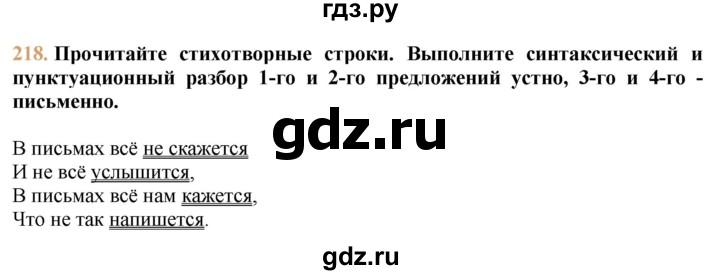 гдз.ру
218. Прочитайте стихотворные строки. Выполните синтаксический и
пунктуационный разбор 1-го и 2-го предложений устно, 3-го и 4-го -
письменно.
gdz.ru
В письмах всё не скажется
И не всё услышится,
В письмах всё нам кажется,
Что не так напишется.
gdz.ru